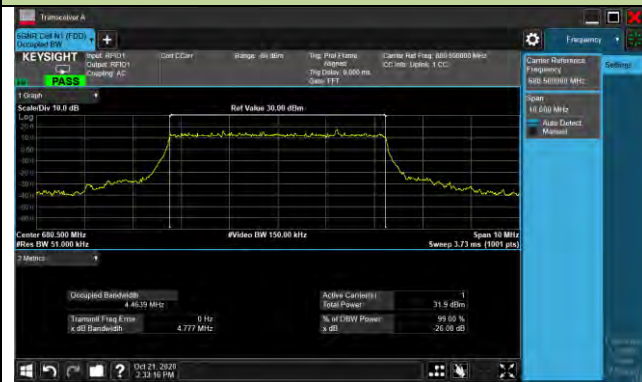 Transceiver A
5GNR Cell N1 (FDD)
Occupied BW
Frequency
KEYSIGHT
PASS
Input: RFIO1
Output: RFIO1
Coupling: AC
Corr CCorr
Trig: Prd Frame
Trig Delay: 0.000 ms
Gate: FFT
Carrier Ref Freq: 680.500000 MHz
CC Info: Uplink, 1 CC
Carrier Reference
Frequency
680.500000 MHz
Settings
Span
10.000 MHz
Auto Detect
Manual
1 Graph
Scale/Div 10.0 dB
Ref Value 30.00 dBm
Log
Center 680.500 MHz
#Video BW 150.00 kHz
Span 10 MHz
#Res BW 51.000 kHz
Sweep 3.73 ms (1001 pts)
2 Metrics
Occupied Bandwidth
4.4639 MHz
Active Carrier(s)
1
Total Power
31.9 dBm
Transmit Freq Error
0 Hz
% of OBW Power
99.00 %
x dB Bandwidth
4.777 MHz
x dB
-26.00 dB
?
Oct 21, 2020
2:33:16 PM